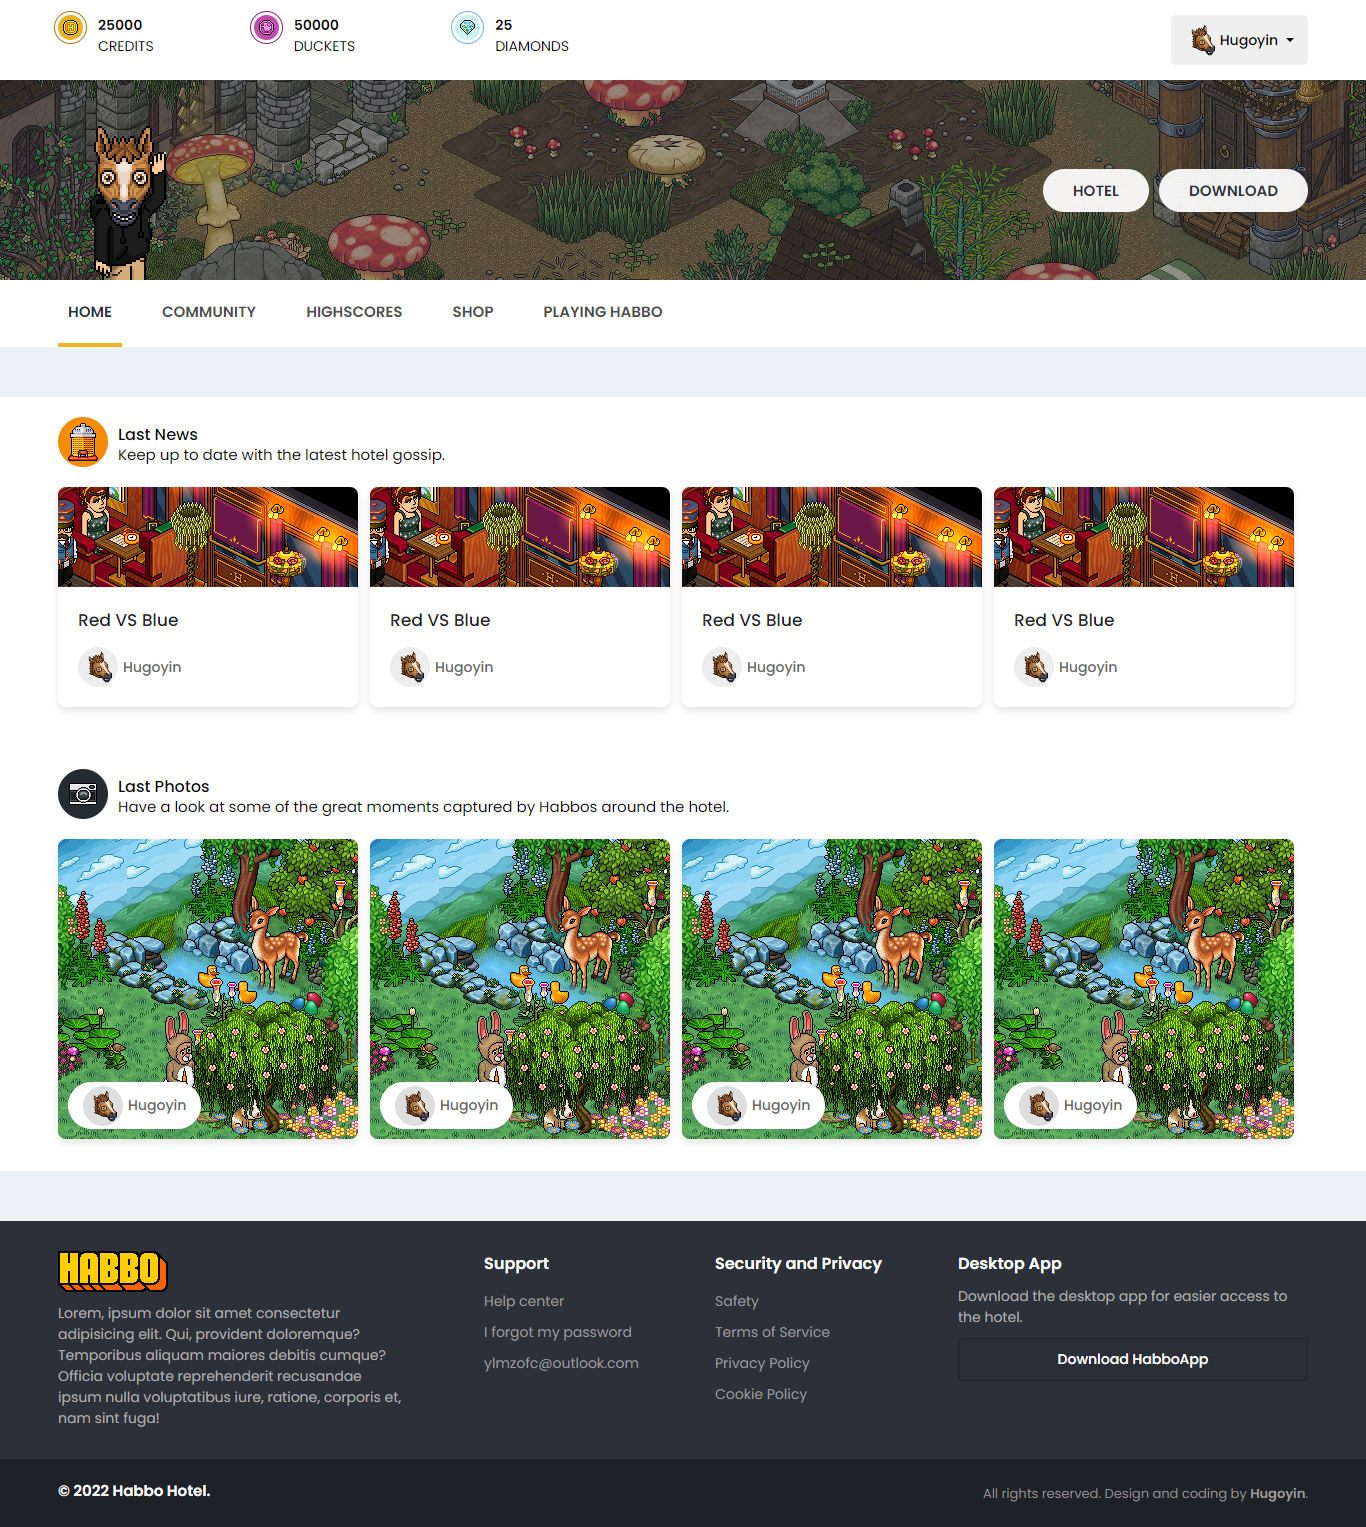 25000
CREDITS
50000
DUCKETS
25
DIAMONDS
Hugoyin
HOTEL
DOWNLOAD
HOME
COMMUNITY
HIGHSCORES
SHOP
PLAYING HABBO
Last News
Keep up to date with the latest hotel gossip.
Red VS Blue
Hugoyin
Red VS Blue
Hugoyin
Red VS Blue
Hugoyin
Red VS Blue
Hugoyin
Last Photos
Have a look at some of the great moments captured by Habbos around the hotel.
Hugoyin
Hugoyin
Hugoyin
Hugoyin
HABBO
Lorem, ipsum dolor sit amet consectetur
adipisicing elit. Qui, provident doloremque?
Temporibus aliquam maiores debitis cumque?
Officia voluptate reprehenderit recusandae
ipsum nulla voluptatibus iure, ratione, corporis et,
nam sint fuga!
Support
Help center
I forgot my password
ylmzofc@outlook.com
Security and Privacy
Safety
Terms of Service
Privacy Policy
Cookie Policy
Desktop App
Download the desktop app for easier access to
the hotel.
Download HabboApp
© 2022 Habbo Hotel.
All rights reserved. Design and coding by Hugoyin.